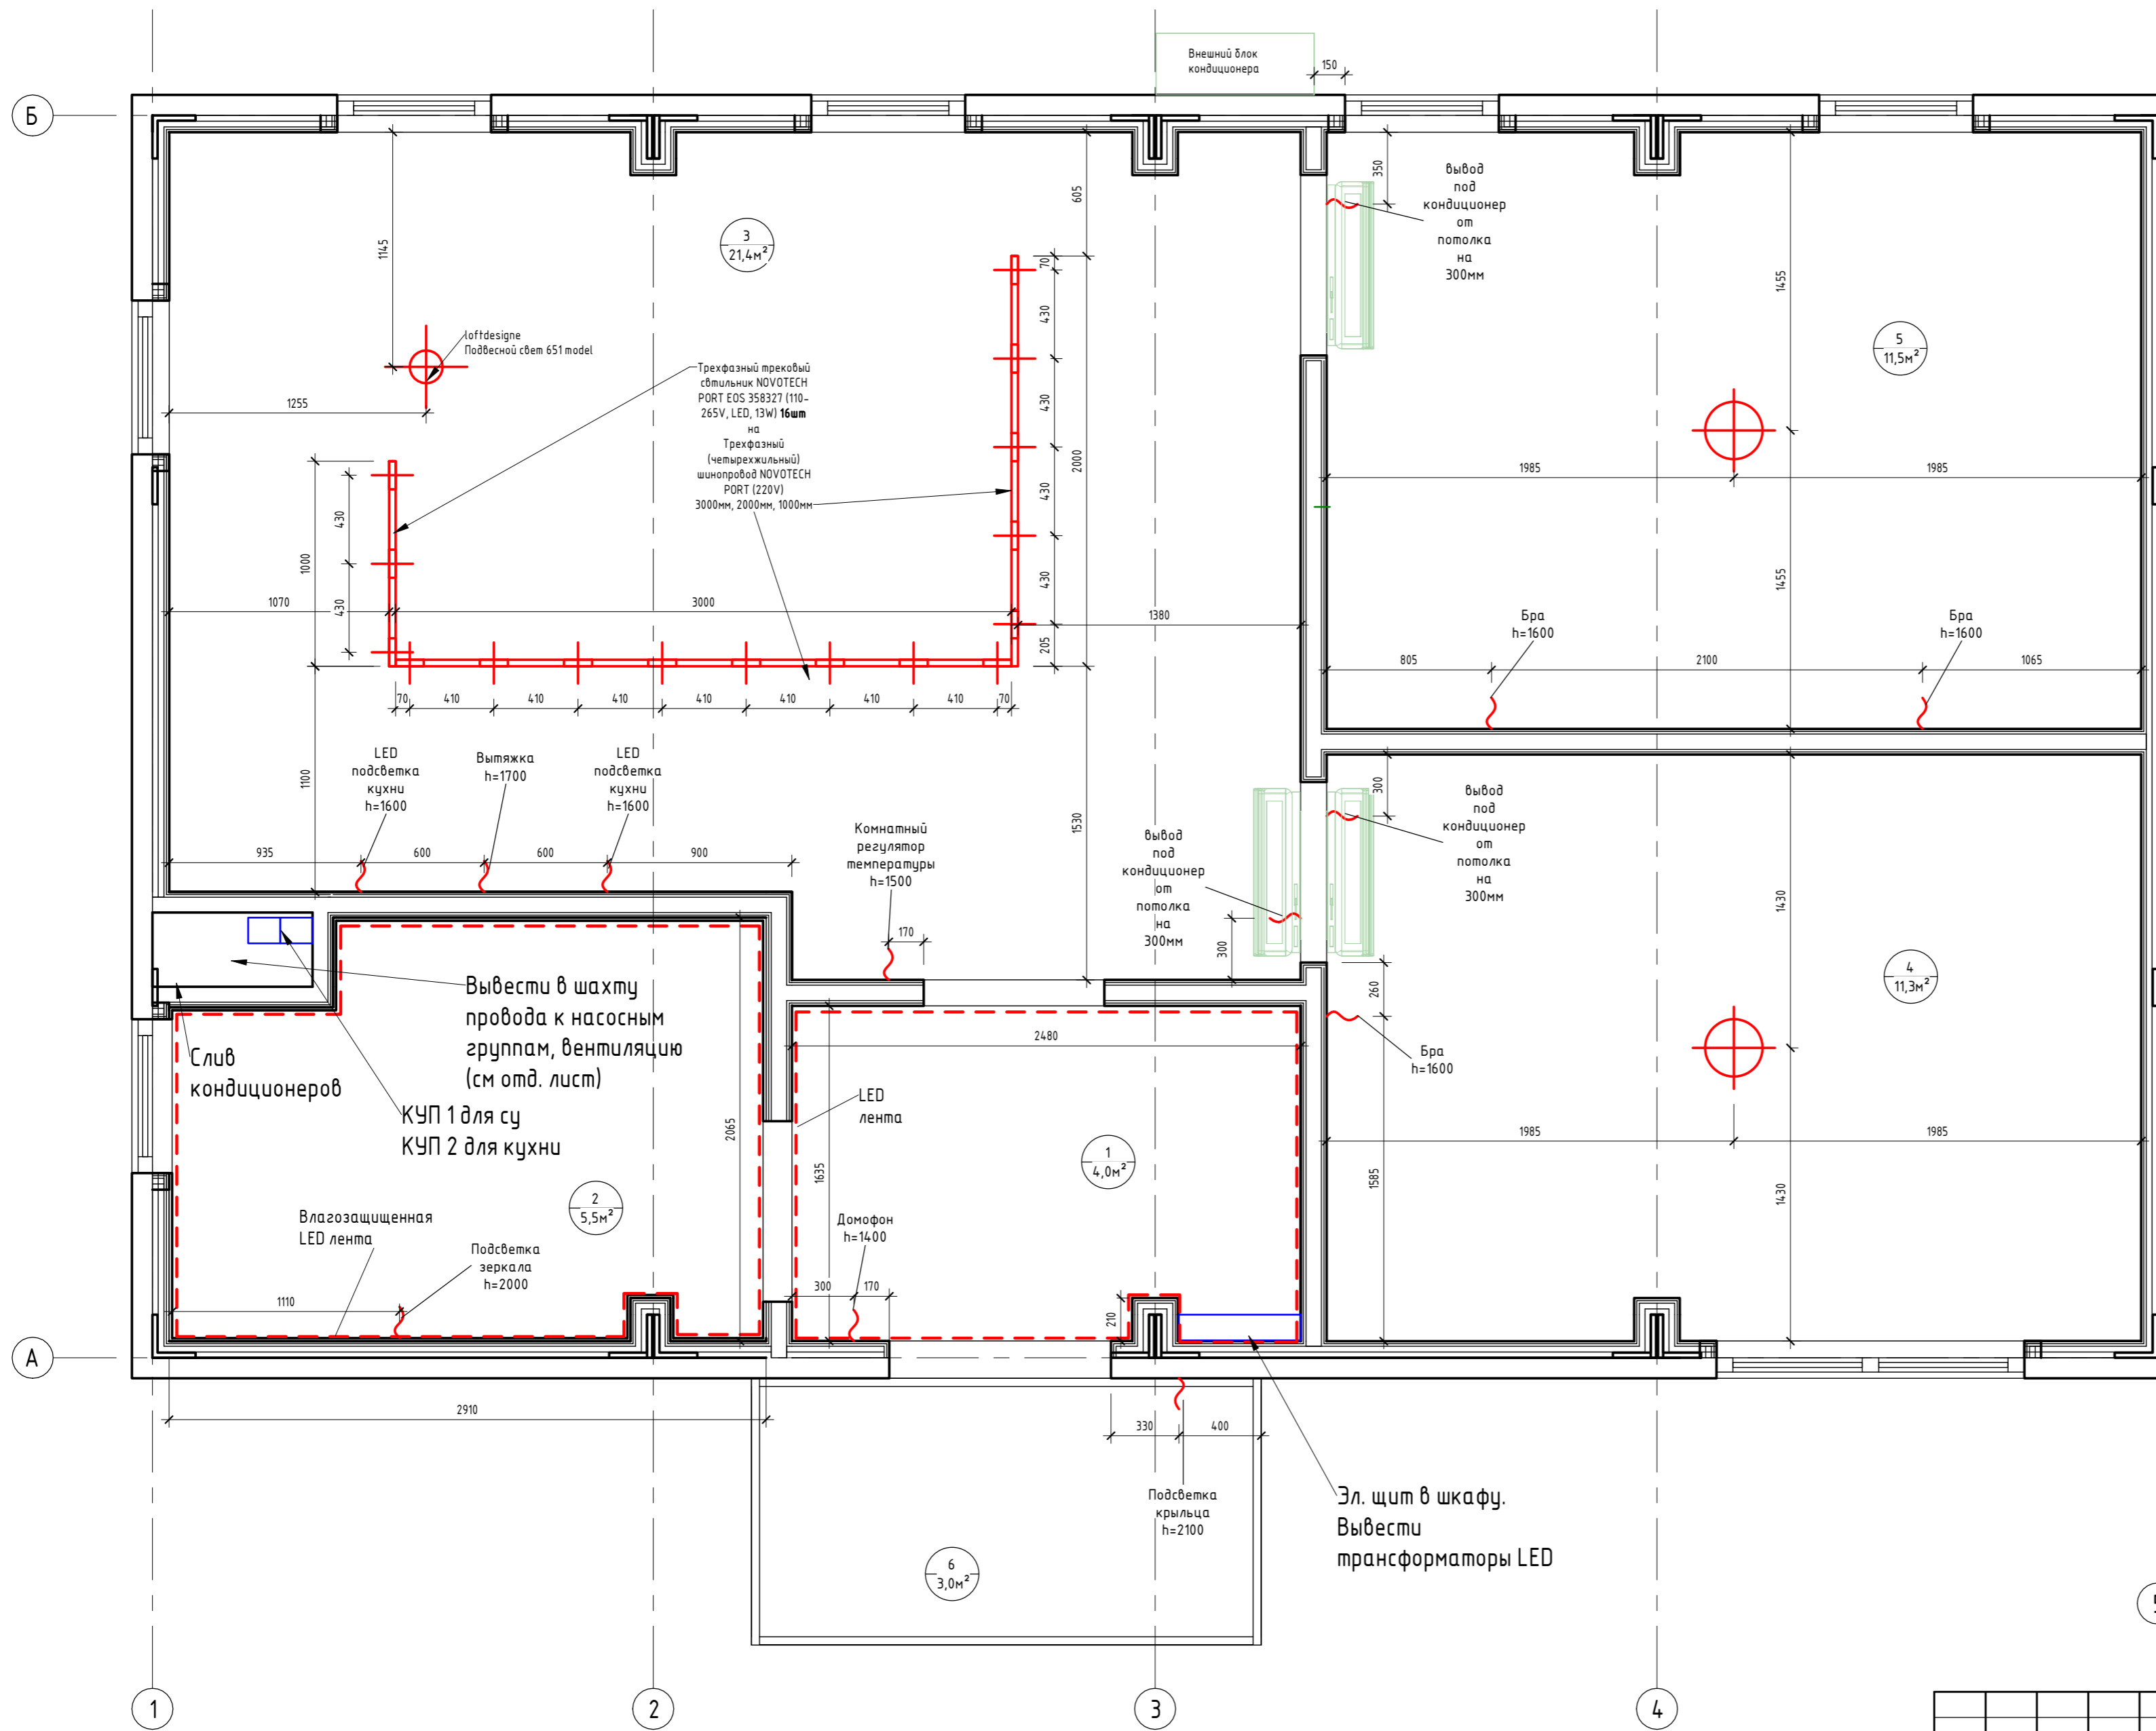 Внешний блок
кондиционера
150
Б
350
вывод
под
кондиционер
от
потолка
на
300мм
605
1145
3
21,4м²
1455
5
11,5м²
loftdesigne
Подвесной свет 651 model
Трехфазный трековый
свтильник NOVOTECH
PORT EOS 358327 (110-
265V, LED, 13W) 16шт
на
Трехфазный
(четырехжильный)
шинопровод NOVOTECH
PORT (220V)
3000мм, 2000мм, 1000мм
70
430
430
430
430
205
2000
1255
1985
1985
430
430
1000
1070
3000
1380
1455
Бра
h=1600
Бра
h=1600
805
2100
1065
70
410
410
410
410
410
410
410
70
LED
подсветка
кухни
h=1600
Вытяжка
h=1700
LED
подсветка
кухни
h=1600
1100
935
600
600
900
Комнатный
регулятор
температуры
h=1500
1530
вывод
под
кондиционер
от
потолка
на
300мм
300
вывод
под
кондиционер
от
потолка
на
300мм
1430
170
300
260
4
11,3м²
Вывести в шахту
провода к насосным
группам, вентиляцию
(см отд. лист)
Слив
кондиционеров
КУП 1 для су
КУП 2 для кухни
2480
Бра
h=1600
LED
лента
2065
1635
1
4,0м²
1985
1985
1585
1430
2
5,5м²
Влагозащищенная
LED лента
Подсветка
зеркала
h=2000
Домофон
h=1400
1110
300
170
210
А
2910
330
400
Подсветка
крыльца
h=2100
Эл. щит в шкафу.
Вывести
трансформаторы LED
6
3,0м²
1
2
3
4